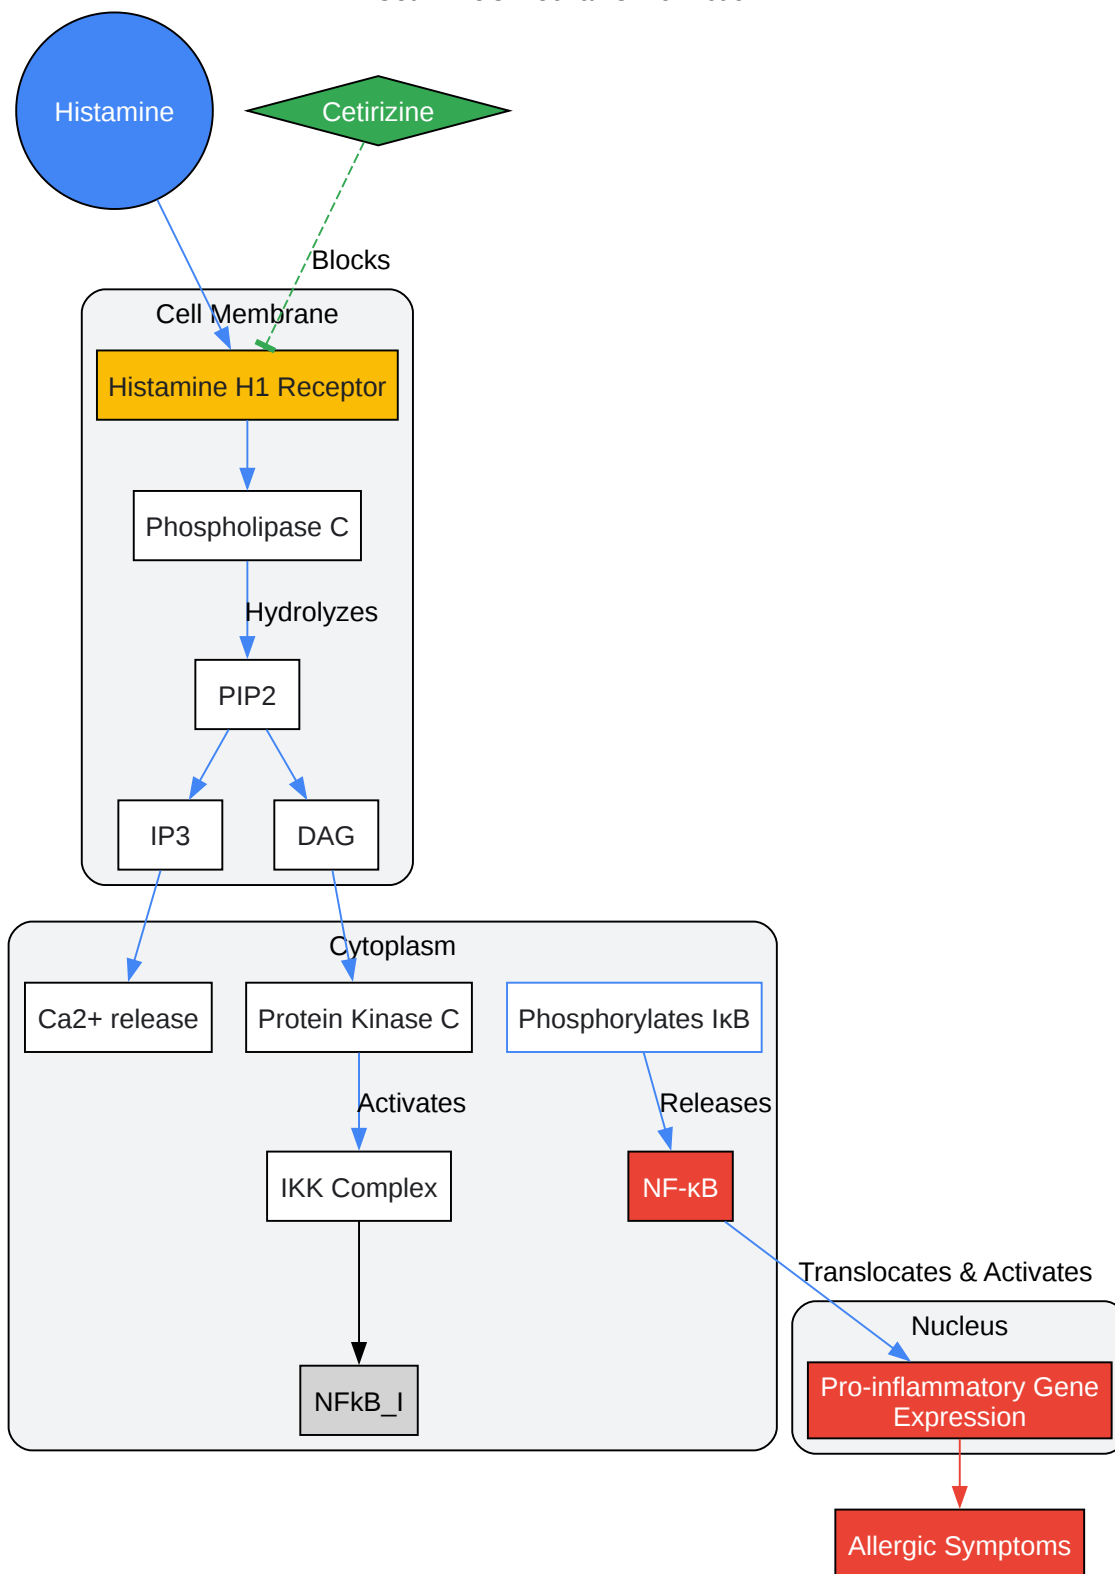 Histamine
Cetirizine
Blocks
Cell Membrane
Histamine H1 Receptor
Phospholipase C
Hydrolyzes
PIP2
IP3
DAG
Cytoplasm
Ca2+ release
Protein Kinase C
Phosphorylates IκB
Activates
Releases
IKK Complex
NF-κB
Translocates & Activates
Nucleus
Pro-inflammatory Gene
Expression
NFkB_I
Allergic Symptoms